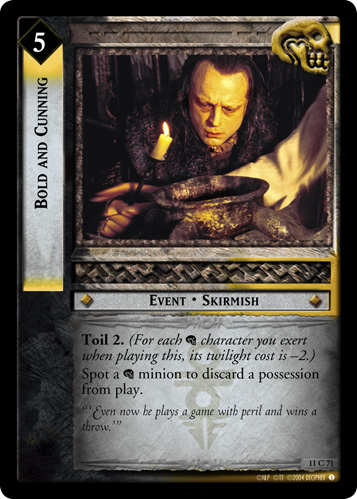 5
BOLD AND CUNNING
EVENT • SKIRMISH
Toil 2. (For each character you exert
when playing this, its twilight cost is –2.)
Spot a minion to discard a possession
from play.
“‘Even now he plays a game with peril and wins a
throw.’”
11 C 71
©NLP ©TE ©2004 DECIPHER 1